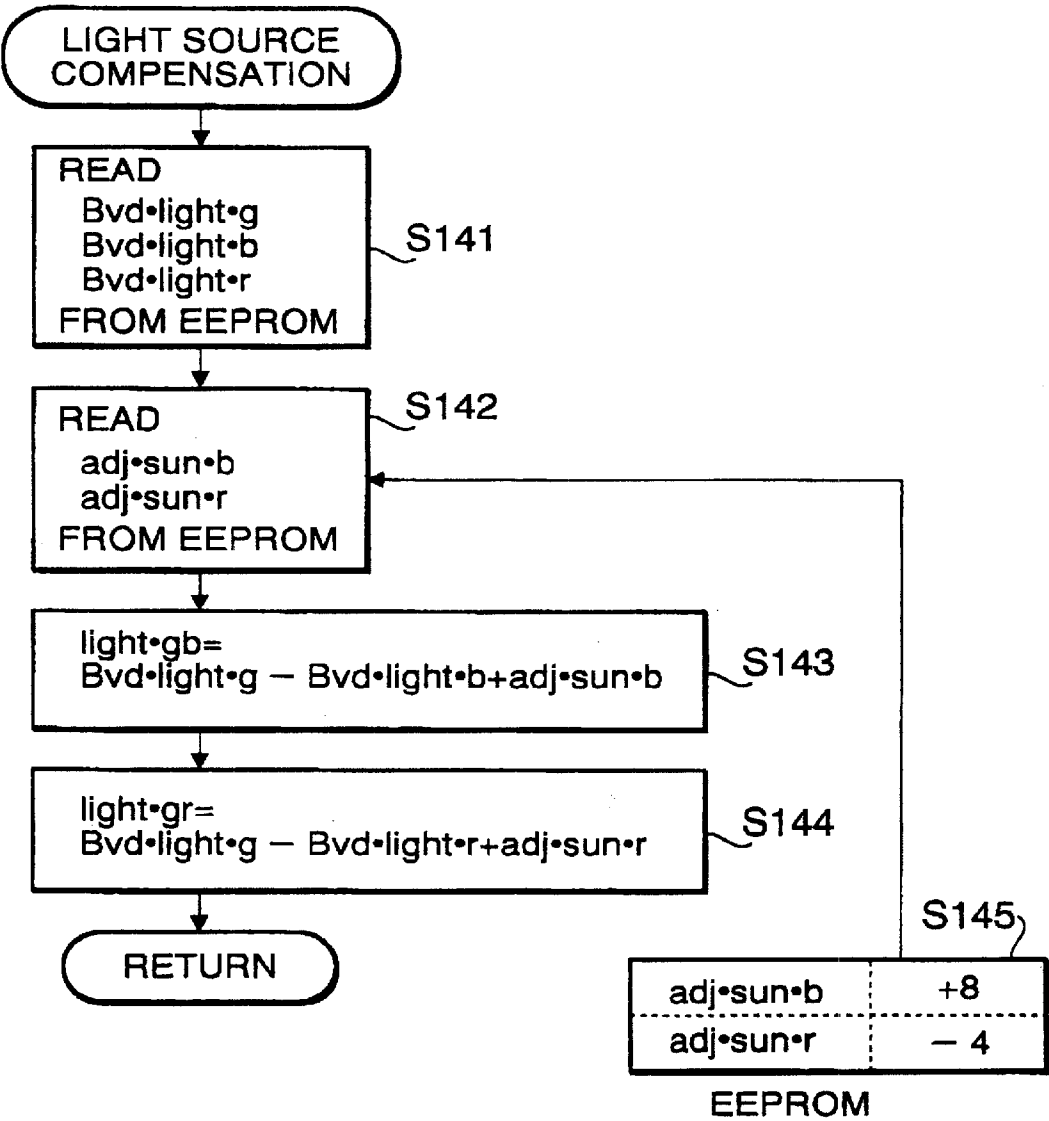 LIGHT SOURCE
COMPENSATION
READ
Bvd•light•g
Bvd•light•b
Bvd•light•r
FROM EEPROM
S141
READ
adj•sun•b
adj•sun•r
FROM EEPROM
S142
light•gb=
Bvd•light•g − Bvd•light•b+adj•sun•b
S143
light•gr=
Bvd•light•g − Bvd•light•r+adj•sun•r
S144
RETURN
S145
adj•sun•b +8
adj•sun•r − 4
EEPROM